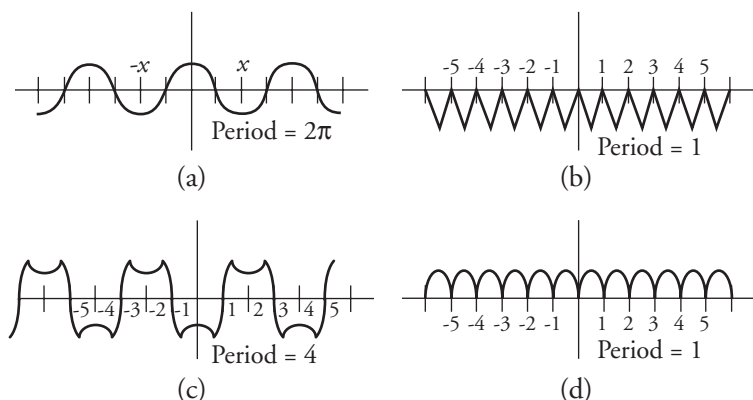 -x x
Period = 2π
(a)
-5 -4 -3 -2 -1 1 2 3 4 5
Period = 1
(b)
-5 -4 -3 -2 -1 1 2 3 4 5
Period = 4
(c)
-5 -4 -3 -2 -1 1 2 3 4 5
Period = 1
(d)